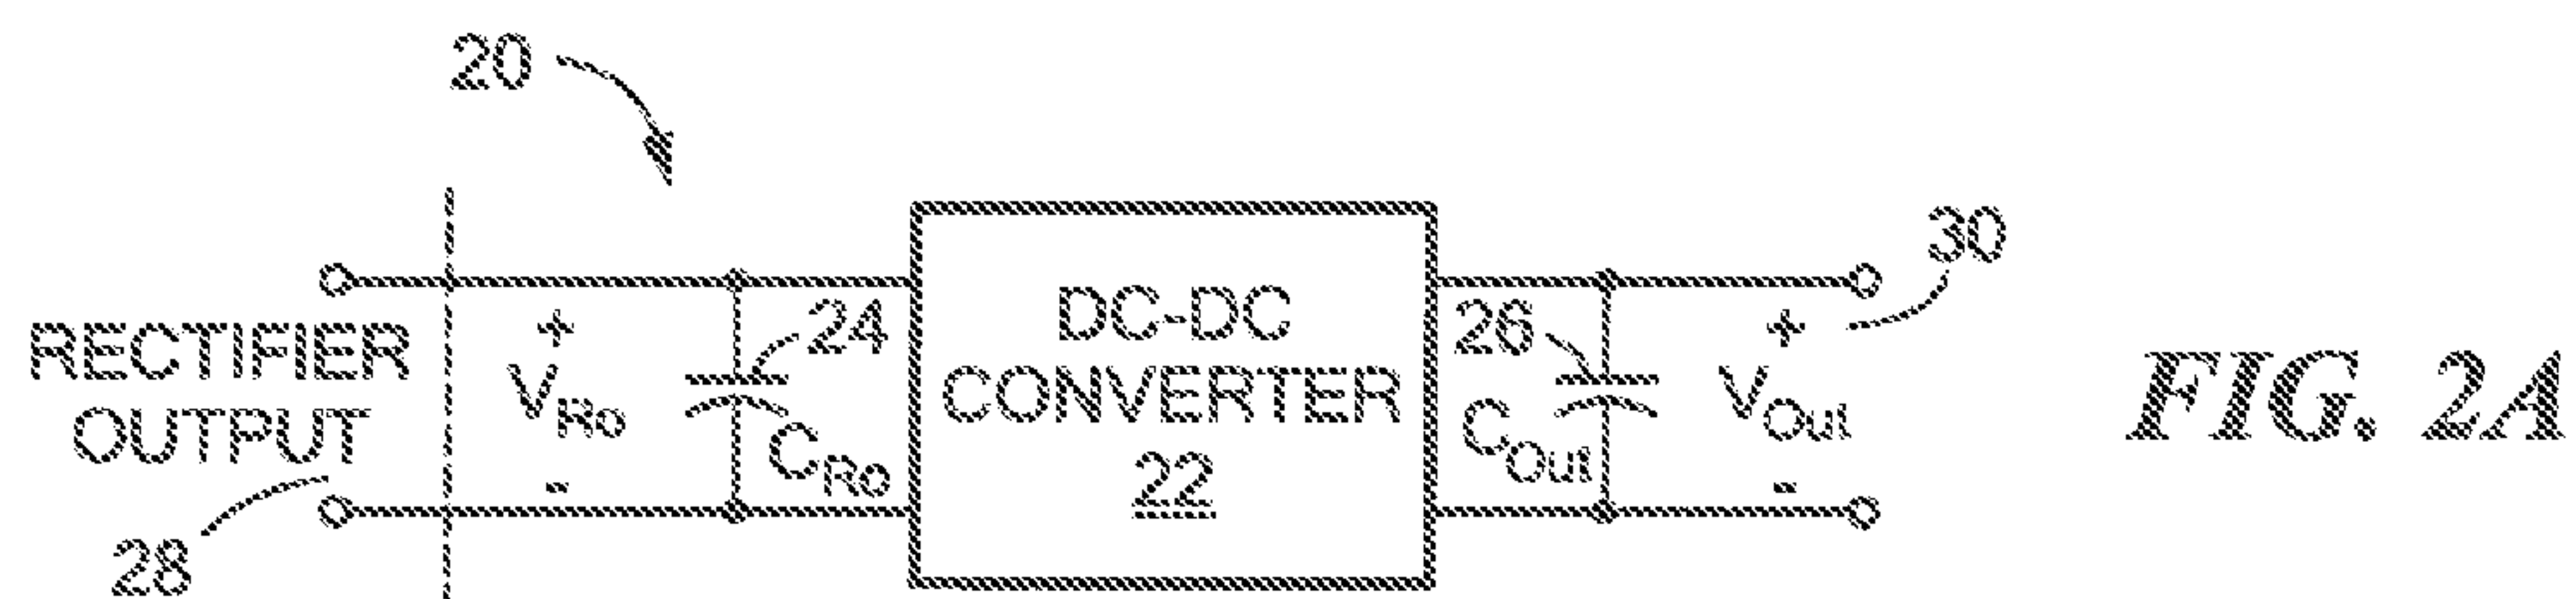 20
30
RECTIFIER
OUTPUT
28
+
V_Ro
-
24
C_Ro
DC-DC
CONVERTER
22
26
C_Out
+
V_Out
-
FIG. 2A